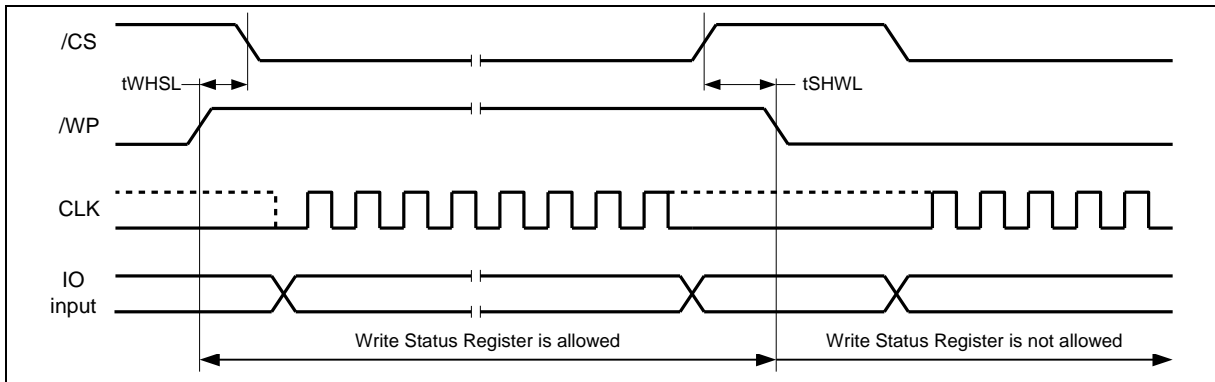 /CS
tWHSL
tSHWL
/WP
CLK
IO
input
Write Status Register is allowed
Write Status Register is not allowed